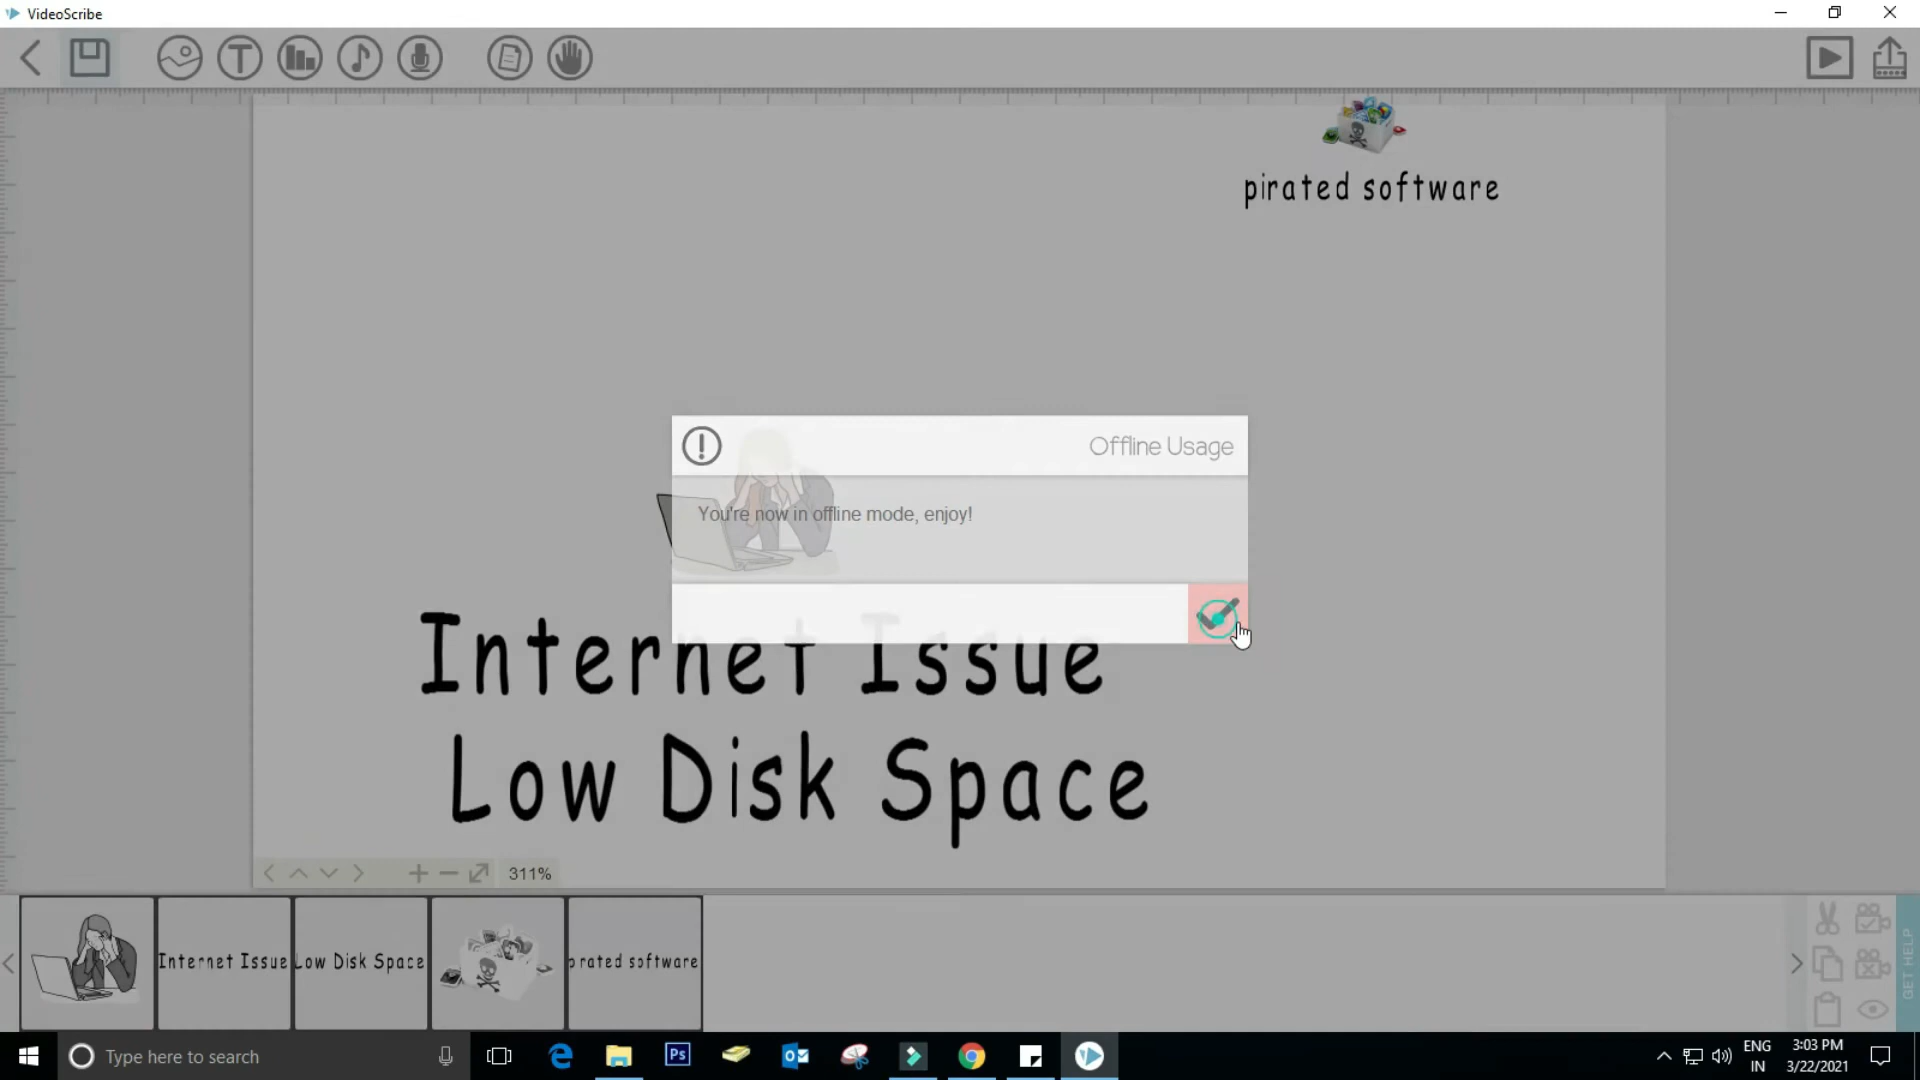 VideoScribe
pirated software
Offline Usage
You're now in offline mode, enjoy!
Internet Issue
Low Disk Space
311%
Internet Issue
Low Disk Space
p rated software
GET HELP
Type here to search
Ps
ENG
IN
3:03 PM
3/22/2021